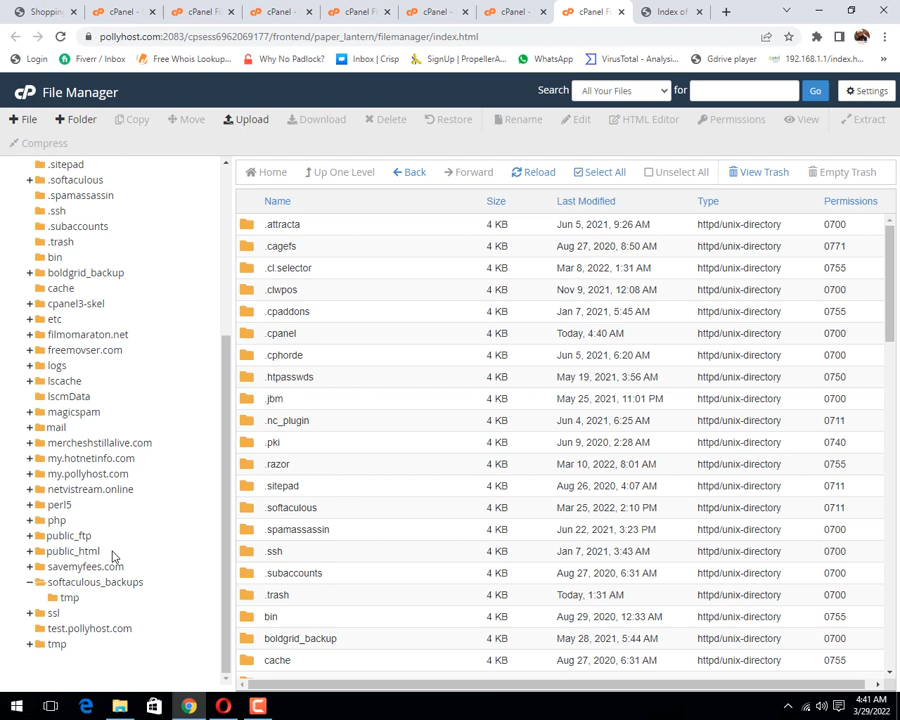 Shopping
cPanel -
cPanel F
cPanel -
cPanel F
cPanel -
cPanel -
cPanel F
Index of
pollyhost.com:2083/cpsess6962069177/frontend/paper_lantern/filemanager/index.html
Login
Fiverr / Inbox
Free Whois Lookup...
Why No Padlock?
Inbox | Crisp
SignUp | PropellerA...
WhatsApp
VirusTotal - Analysi...
Gdrive player
192.168.1.1/index.h...
»
cP File Manager
Search All Your Files for Go Settings
File Folder Copy Move Upload Download Delete Restore Rename Edit HTML Editor Permissions View Extract
Compress
.sitepad
.softaculous
.spamassassin
.ssh
.subaccounts
.trash
bin
boldgrid_backup
cache
cpanel3-skel
etc
filmomaraton.net
freemovser.com
logs
lscache
lscmData
magicspam
mail
mercheshstillalive.com
my.hotnetinfo.com
my.pollyhost.com
netvistream.online
perl5
php
public_ftp
public_html
savemyfees.com
softaculous_backups
tmp
ssl
test.pollyhost.com
tmp
Home Up One Level Back Forward Reload Select All Unselect All View Trash Empty Trash
Name Size Last Modified Type Permissions
.attracta 4 KB Jun 5, 2021, 9:26 AM httpd/unix-directory 0700
.cagefs 4 KB Aug 27, 2020, 8:50 AM httpd/unix-directory 0771
.cl.selector 4 KB Mar 8, 2022, 1:31 AM httpd/unix-directory 0755
.clwpos 4 KB Nov 9, 2021, 12:08 AM httpd/unix-directory 0700
.cpaddons 4 KB Jan 7, 2021, 5:45 AM httpd/unix-directory 0755
.cpanel 4 KB Today, 4:40 AM httpd/unix-directory 0700
.cphorde 4 KB Jun 5, 2021, 6:20 AM httpd/unix-directory 0700
.htpasswds 4 KB May 19, 2021, 3:56 AM httpd/unix-directory 0750
.jbm 4 KB May 25, 2021, 11:01 PM httpd/unix-directory 0700
.nc_plugin 4 KB Jun 4, 2021, 6:25 AM httpd/unix-directory 0711
.pki 4 KB Jun 9, 2020, 2:28 AM httpd/unix-directory 0740
.razor 4 KB Mar 10, 2022, 8:01 AM httpd/unix-directory 0755
.sitepad 4 KB Aug 26, 2020, 4:07 AM httpd/unix-directory 0711
.softaculous 4 KB Mar 25, 2022, 2:10 PM httpd/unix-directory 0711
.spamassassin 4 KB Jun 22, 2021, 3:23 PM httpd/unix-directory 0700
.ssh 4 KB Jan 7, 2021, 3:43 AM httpd/unix-directory 0700
.subaccounts 4 KB Aug 27, 2020, 6:31 AM httpd/unix-directory 0700
.trash 4 KB Today, 1:31 AM httpd/unix-directory 0700
bin 4 KB Aug 29, 2020, 12:33 AM httpd/unix-directory 0755
boldgrid_backup 4 KB May 28, 2021, 5:44 AM httpd/unix-directory 0700
cache 4 KB Aug 27, 2020, 6:31 AM httpd/unix-directory 0755
4:41 AM
3/29/2022